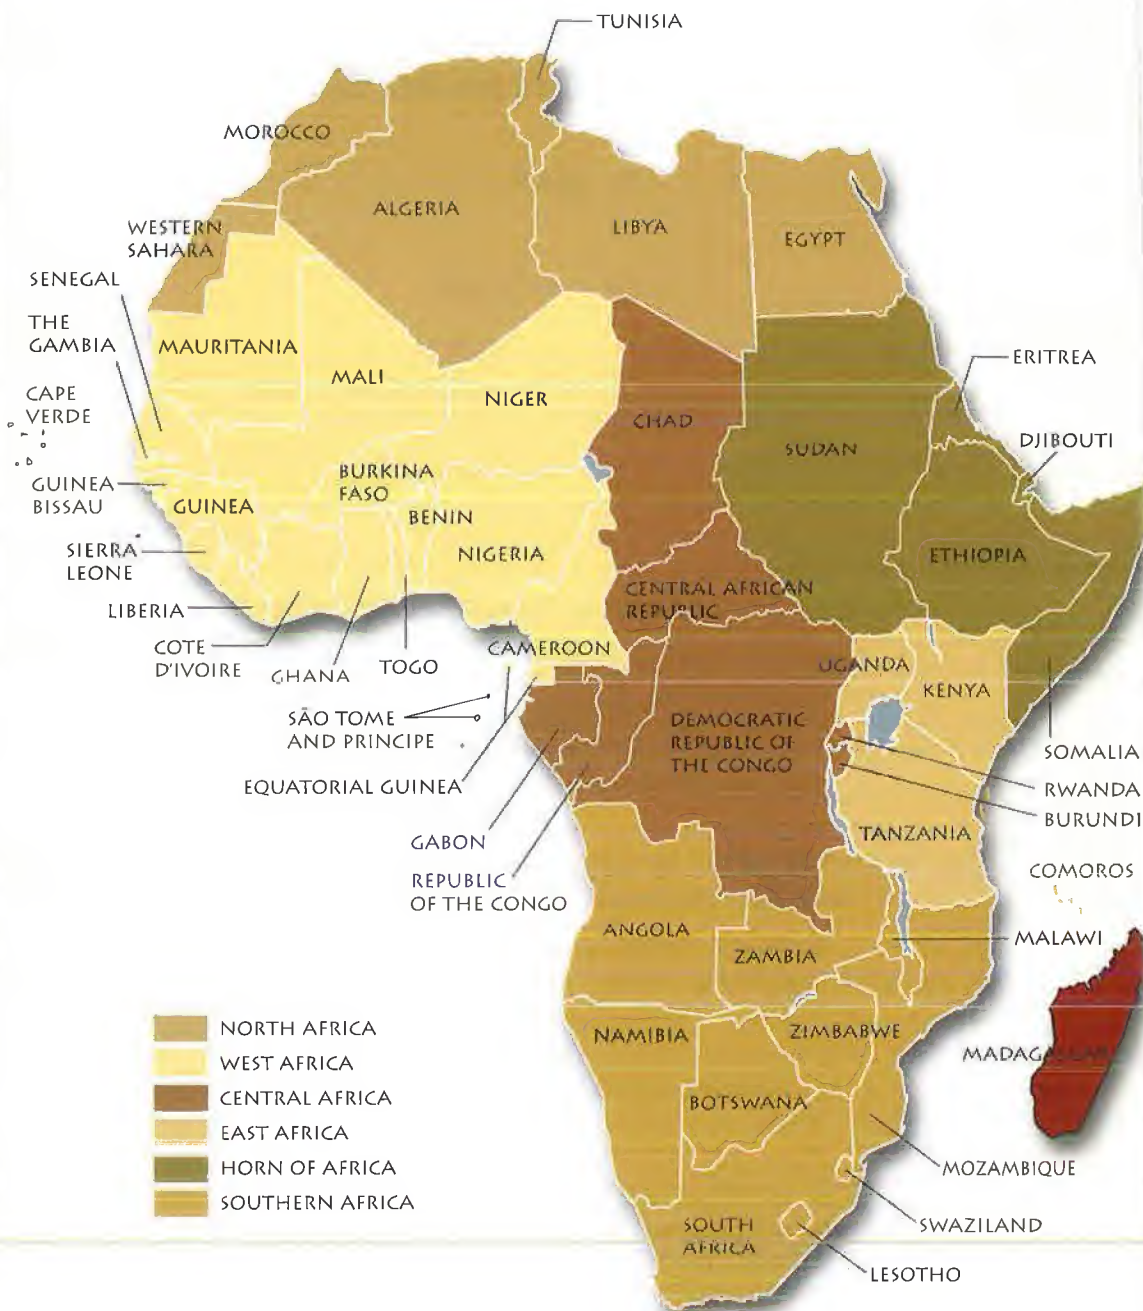 TUNISIA
MOROCCO
ALGERIA
LIBYA
EGYPT
WESTERN
SAHARA
SENEGAL
THE
GAMBIA
MAURITANIA
MALI
NIGER
CHAD
SUDAN
ERITREA
DJIBOUTI
CAPE
VERDE
GUINEA
BISSAU
GUINEA
BURKINA
FASO
BENIN
NIGERIA
ETHIOPIA
SIERRA
LEONE
LIBERIA
COTE
D'IVOIRE
GHANA
TOGO
CAMEROON
CENTRAL AFRICAN
REPUBLIC
UGANDA
KENYA
SÃO TOME
AND PRINCIPE
EQUATORIAL GUINEA
DEMOCRATIC
REPUBLIC OF
THE CONGO
SOMALIA
RWANDA
BURUNDI
TANZANIA
GABON
REPUBLIC
OF THE CONGO
COMOROS
ANGOLA
ZAMBIA
MALAWI
NAMIBIA
ZIMBABWE
MADAGASCAR
BOTSWANA
MOZAMBIQUE
SWAZILAND
SOUTH
AFRICA
LESOTHO
NORTH AFRICA
WEST AFRICA
CENTRAL AFRICA
EAST AFRICA
HORN OF AFRICA
SOUTHERN AFRICA